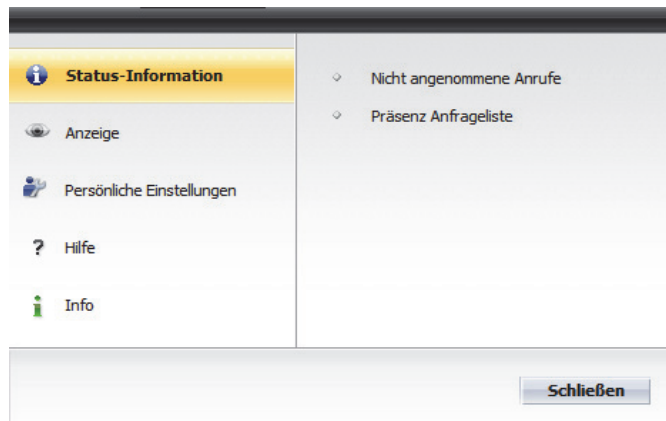 Status-Information
Anzeige
Persönliche Einstellungen
? Hilfe
Info
Nicht angenommene Anrufe
Präsenz Anfrageliste
Schließen